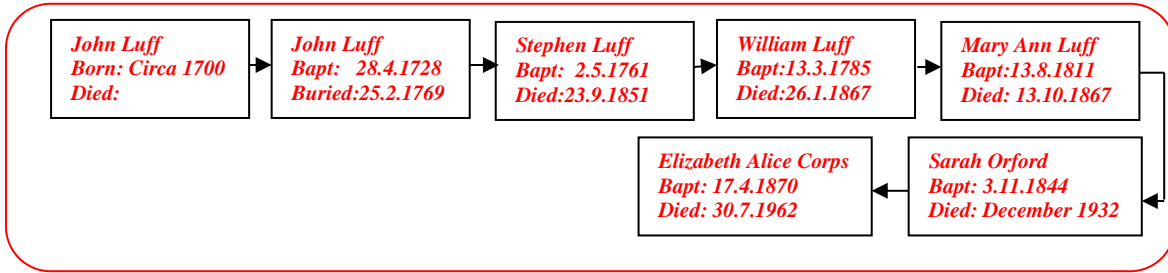 John Luff
Born: Circa 1700
Died:
John Luff
Bapt: 28.4.1728
Buried:25.2.1769
Stephen Luff
Bapt: 2.5.1761
Died:23.9.1851
William Luff
Bapt:13.3.1785
Died:26.1.1867
Mary Ann Luff
Bapt:13.8.1811
Died: 13.10.1867
Sarah Orford
Bapt: 3.11.1844
Died: December 1932
Elizabeth Alice Corps
Bapt: 17.4.1870
Died: 30.7.1962